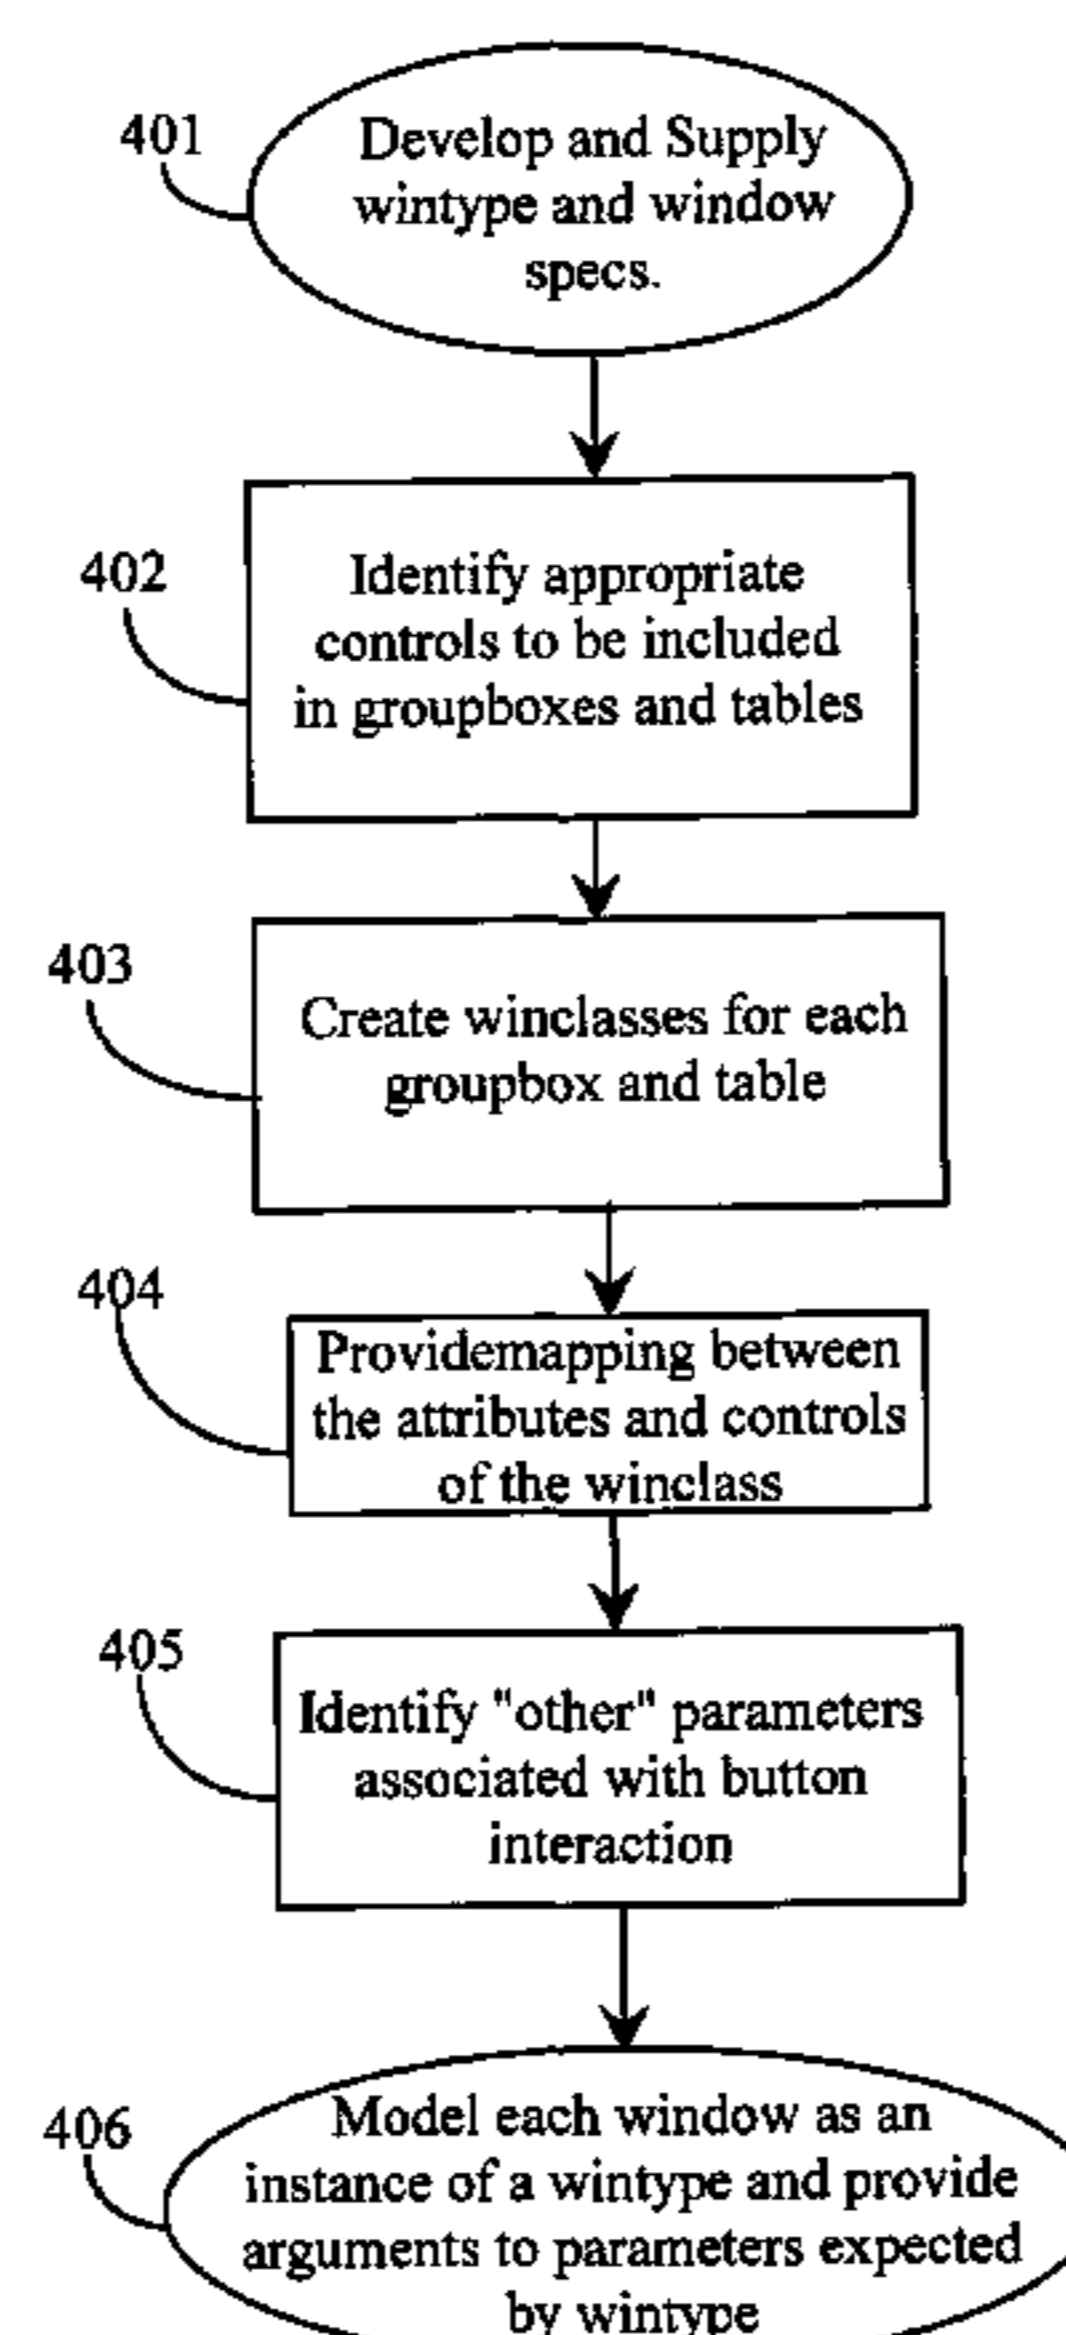 401
Develop and Supply
wintype and window
specs.
402
Identify appropriate
controls to be included
in groupboxes and tables
403
Create winclasses for each
groupbox and table
404
Providemapping between
the attributes and controls
of the winclass
405
Identify "other" parameters
associated with button
interaction
406
Model each window as an
instance of a wintype and provide
arguments to parameters expected
by wintype